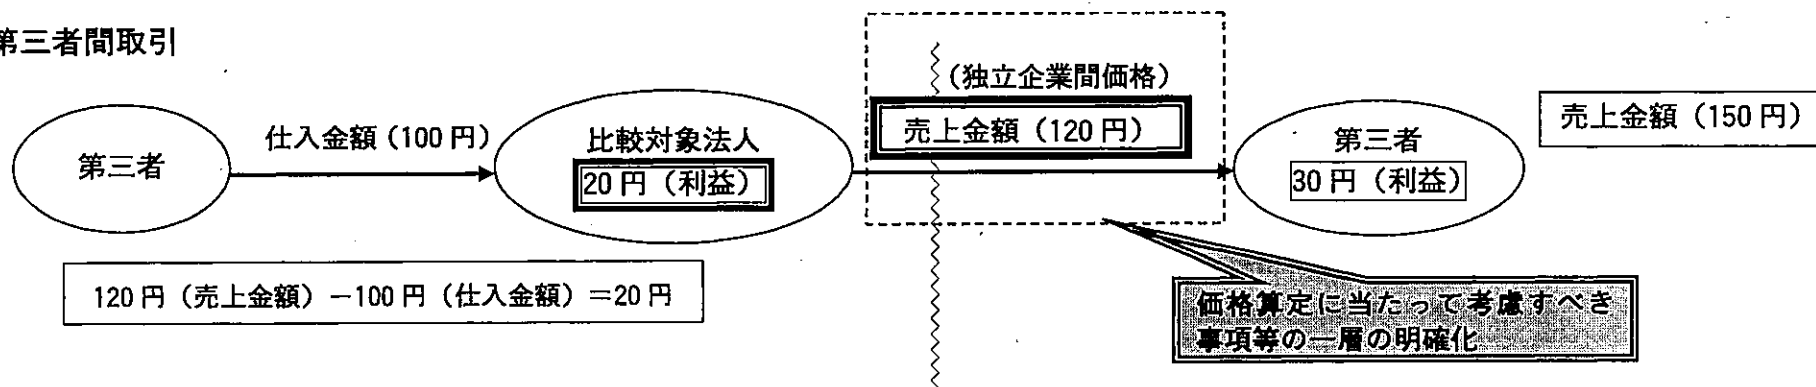 第三者間取引
（独立企業間価格）
仕入金額（100円）
売上金額（120円）
売上金額（150円）
第三者
比較対象法人
20円（利益）
第三者
30円（利益）
120円（売上金額）－100円（仕入金額）＝20円
価格算定に当たって考慮すべき
事項等の一層の明確化